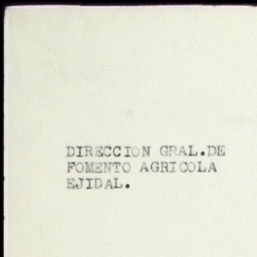 DIRECCION GRAL.DE
FOMENTO AGRICOLA
EJIDAL.